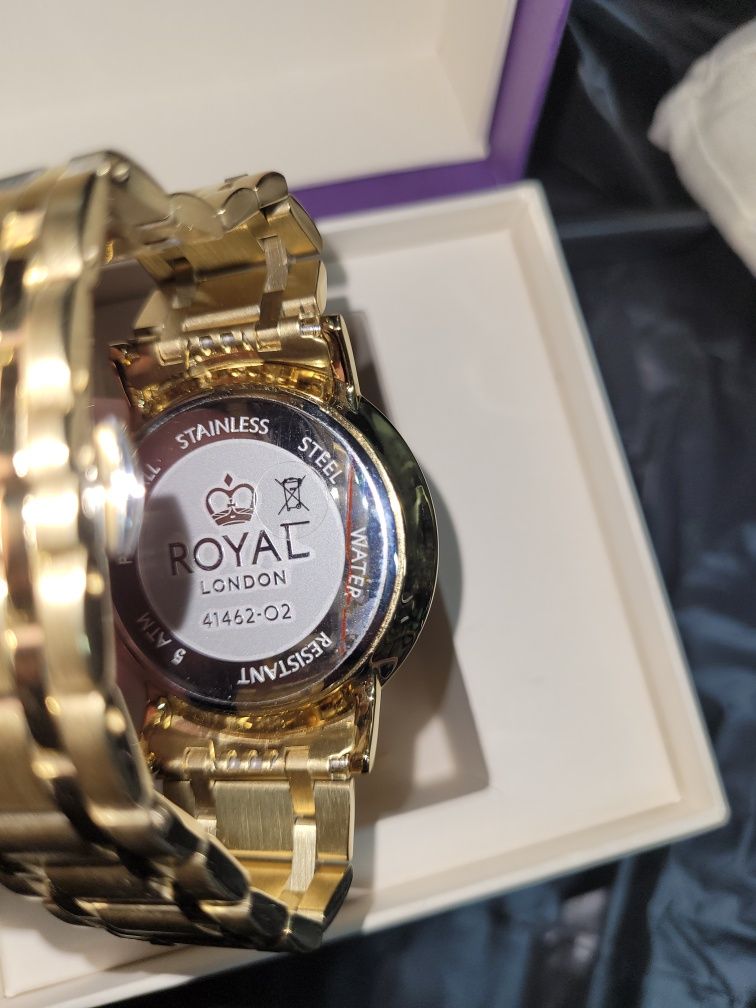 STAINLESS STEEL
WATER RESISTANT
5 ATM
ROYAL
LONDON
41462-02